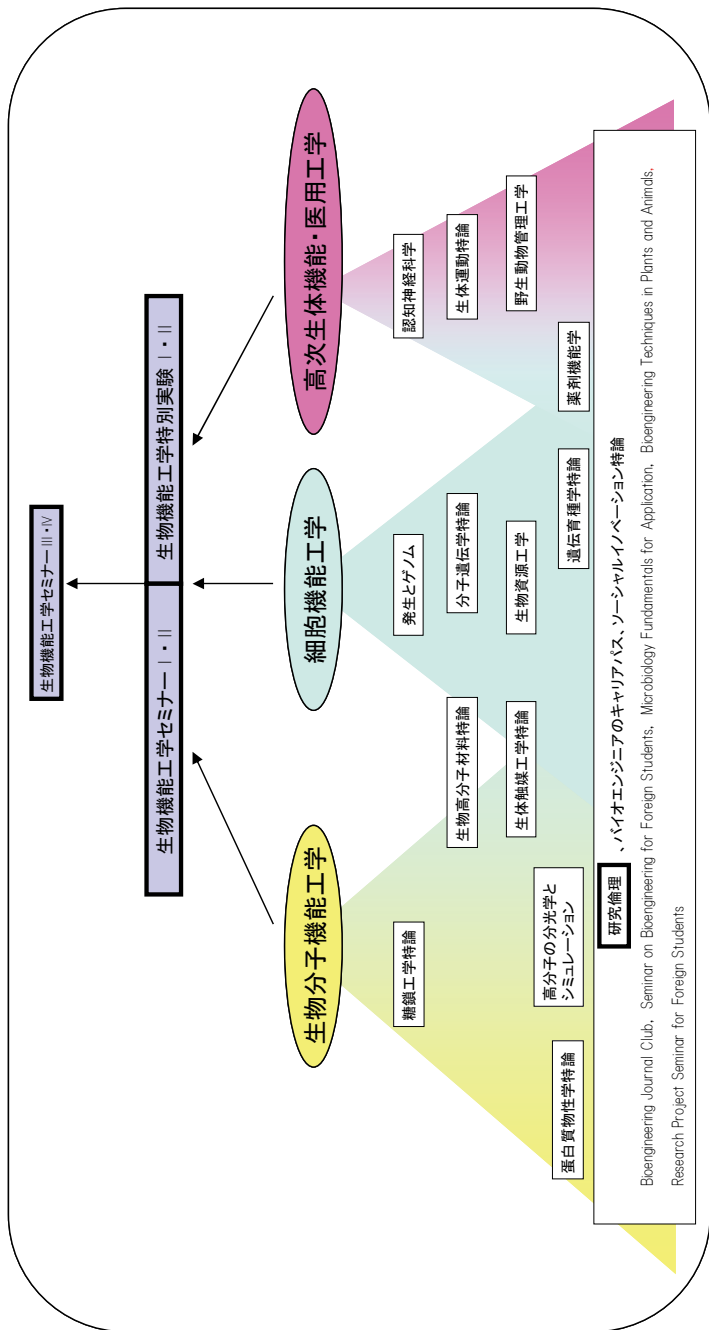 生物機能工学セミナーⅢ・Ⅳ
生物機能工学セミナーⅠ・Ⅱ
生物機能工学特別実験Ⅰ・Ⅱ
生物分子機能工学
細胞機能工学
高次生体機能・医用工学
糖鎖工学特論
発生とゲノム
認知神経科学
生物高分子材料特論
分子遺伝学特論
生体運動特論
生体触媒工学特論
生物資源工学
野生動物管理工学
高分子の分光学と
シミュレーション
蛋白質物性学特論
遺伝育種学特論
薬剤機能学
研究倫理、バイオエンジニアのキャリアパス、ソーシャルイノベーション特論
Bioengineering Journal Club, Seminar on Bioengineering for Foreign Students, Microbiology Fundamentals for Application, Bioengineering Techniques in Plants and Animals,
Research Project Seminar for Foreign Students